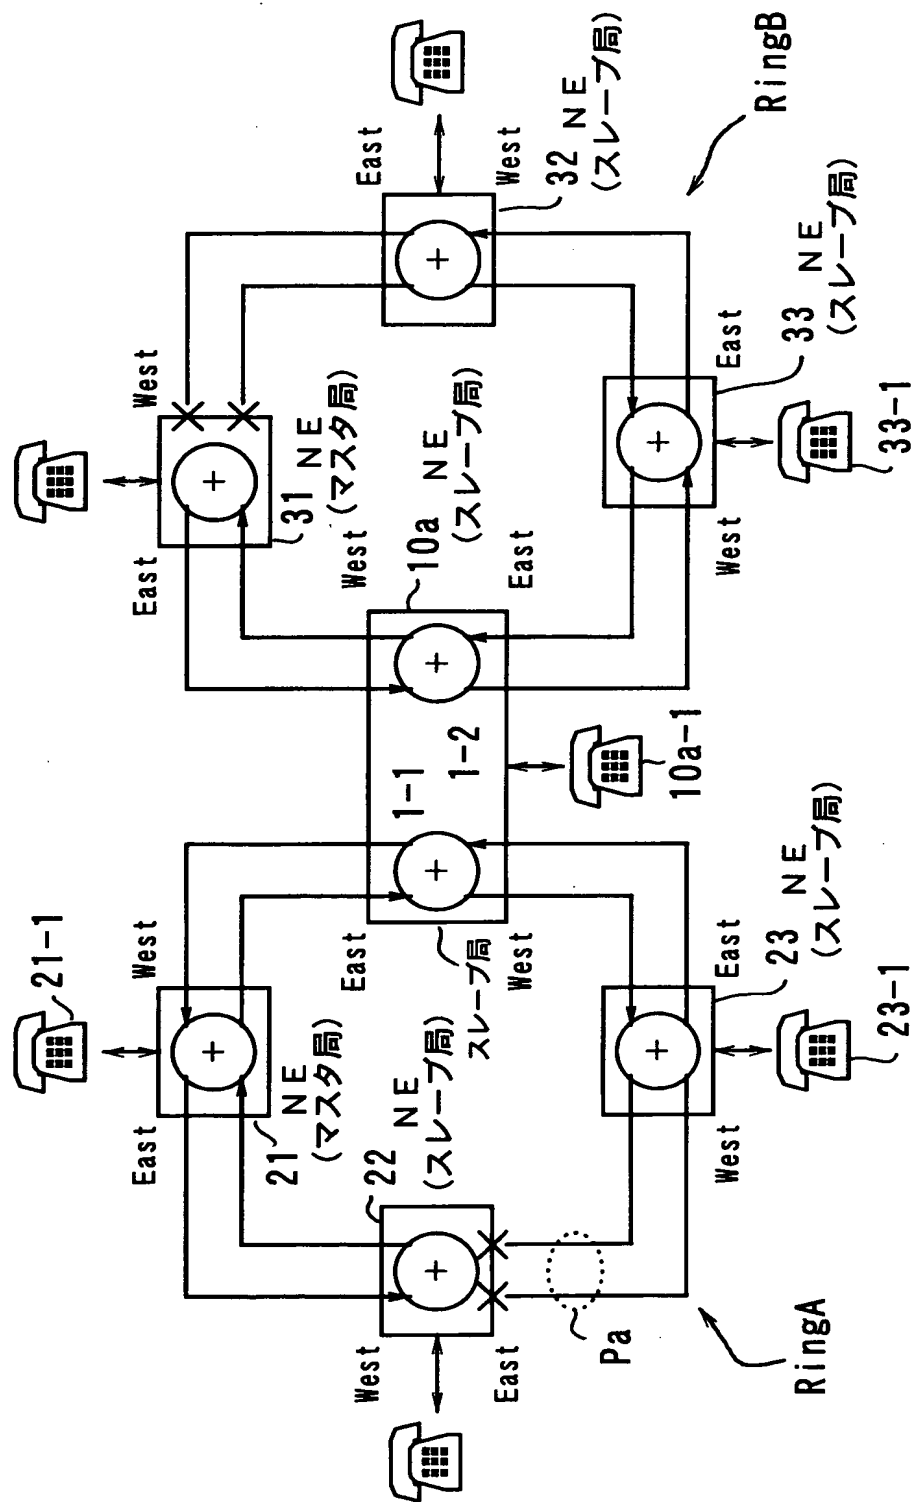 21-1
East
West
21
NE
(マスタ局)
West
East
22
NE
(スレーブ局)
Pa
RingA
West
East
23
NE
(スレーブ局)
23-1
East
West
スレーブ局
1-1
1-2
10a-1
West
10a
NE
(スレーブ局)
East
East
West
31
NE
(マスタ局)
East
West
32
NE
(スレーブ局)
West
East
33
NE
(スレーブ局)
33-1
RingB